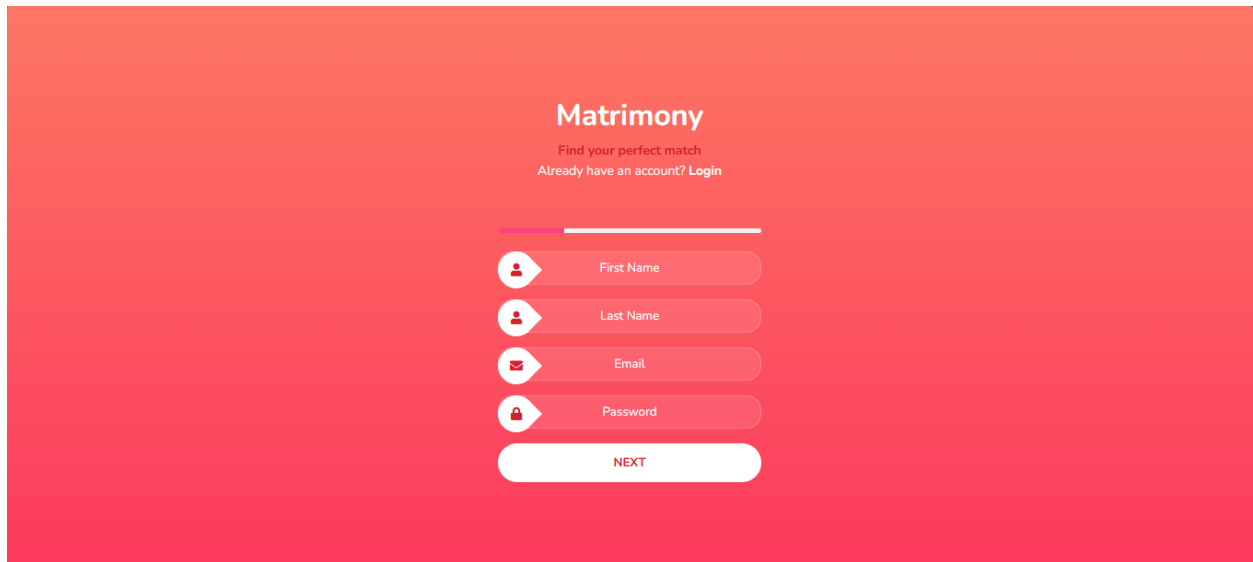 Matrimony
Find your perfect match
Already have an account? Login
First Name
Last Name
Email
Password
NEXT